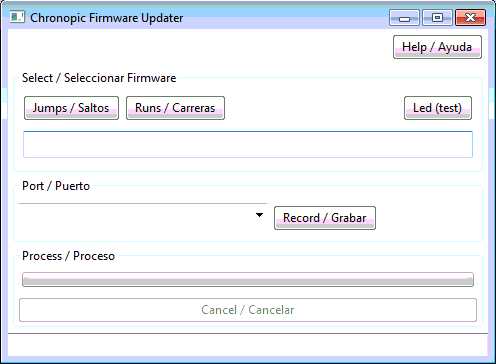 Chronopic Firmware Updater
Help / Ayuda
Select / Seleccionar Firmware
Jumps / Saltos
Runs / Carreras
Led (test)
Port / Puerto
Record / Grabar
Process / Proceso
Cancel / Cancelar